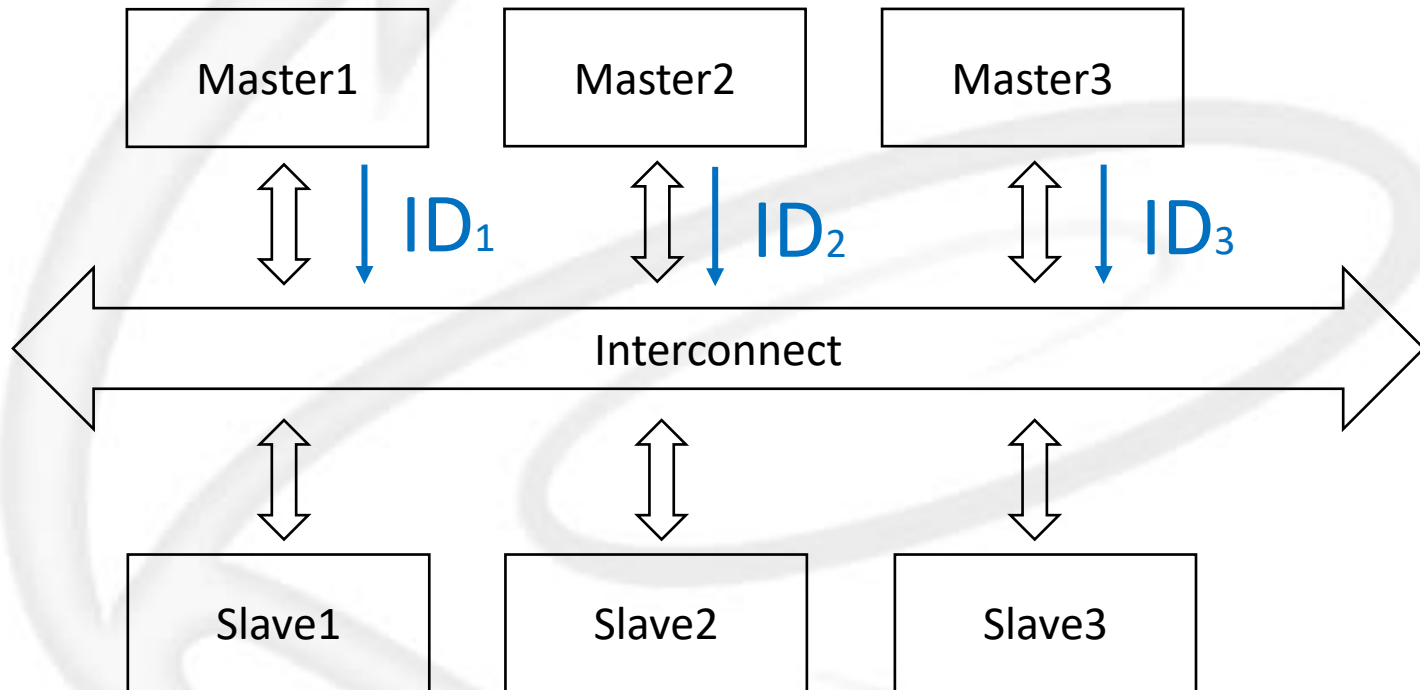 Master1 Master2 Master3
ID1 ID2 ID3
Interconnect
Slave1 Slave2 Slave3